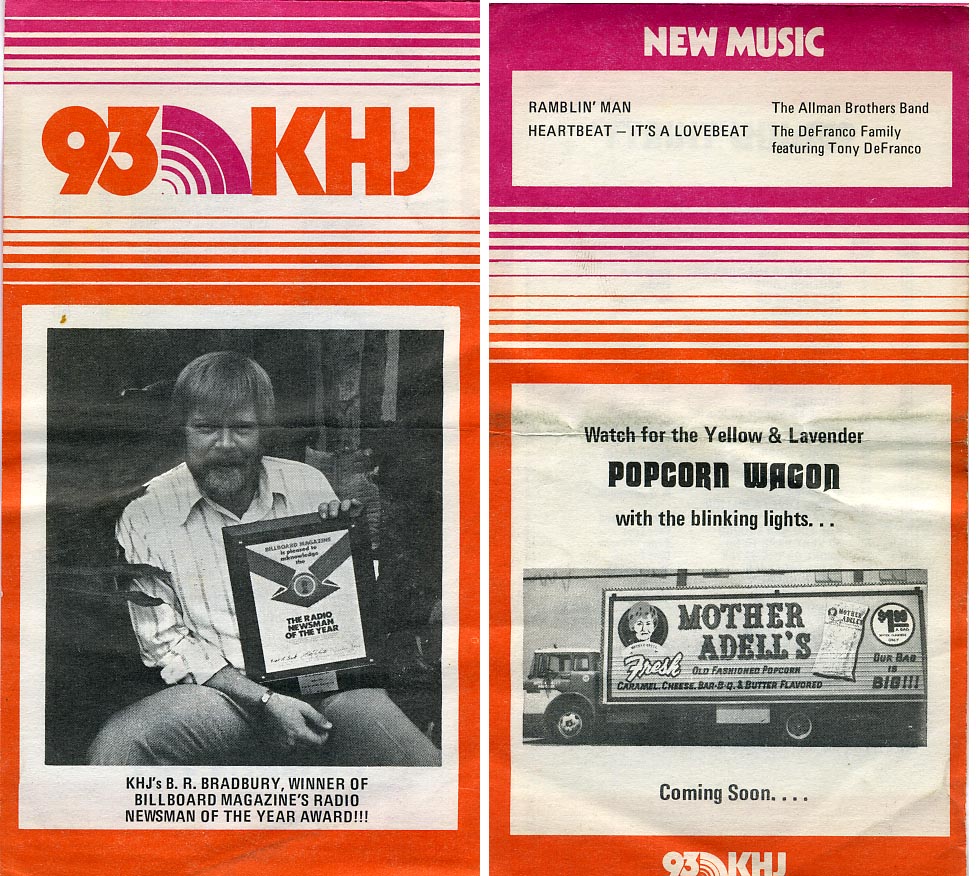 93 KHJ
BILLBOARD MAGAZINE
is pleased to
acknowledge
the
THE RADIO
NEWSMAN
OF THE YEAR
KHJ's B. R. BRADBURY, WINNER OF
BILLBOARD MAGAZINE'S RADIO
NEWSMAN OF THE YEAR AWARD!!!
NEW MUSIC
RAMBLIN' MAN The Allman Brothers Band
HEARTBEAT – IT'S A LOVEBEAT The DeFranco Family
featuring Tony DeFranco
Watch for the Yellow & Lavender
POPCORN WAGON
with the blinking lights. . .
MOTHER
ADELL'S
Fresh OLD FASHIONED POPCORN
CARAMEL, CHEESE, BAR-B-Q, & BUTTER FLAVORED
MOTHER
ADELL'S
$1.00
A BAG
ONLY
OUR BAG
IS
BIG!!!
Coming Soon. . . .
93 KHJ